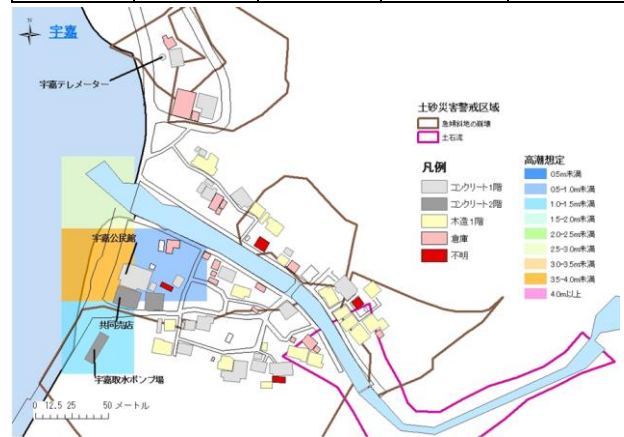 N
宇嘉
宇嘉テレメーター
土砂災害警戒区域
急傾斜地の崩壊
土石流
凡例
コンクリート1階
コンクリート2階
木造1階
倉庫
不明
高潮想定
0.5m未満
0.5-1.0m未満
1.0-1.5m未満
1.5-2.0m未満
2.0-2.5m未満
2.5-3.0m未満
3.0-3.5m未満
3.5-4.0m未満
4.0m以上
宇嘉公民館
共同売店
宇嘉取水ポンプ場
0 12.5 25 50 メートル